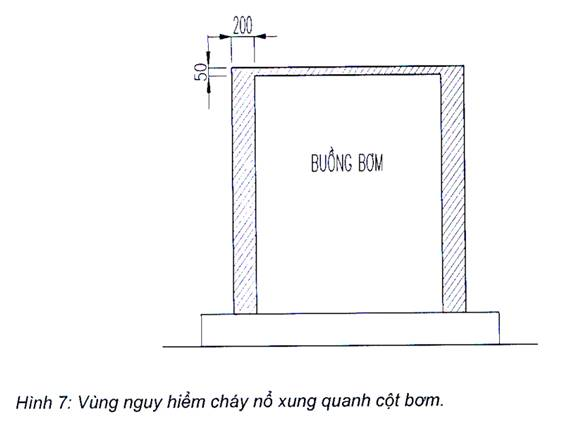 200
50
BUỒNG BƠM
Hình 7: Vùng nguy hiểm cháy nổ xung quanh cột bơm.